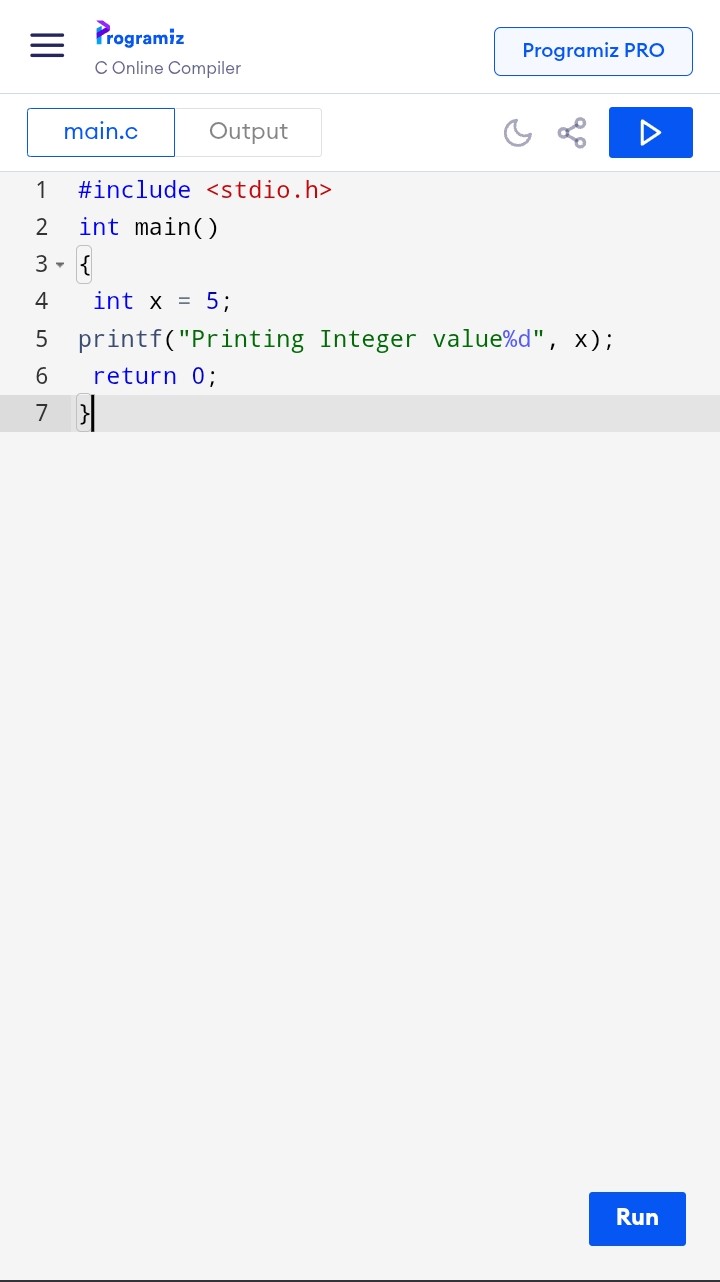 Programiz
C Online Compiler
Programiz PRO
main.c
Output
1 #include <stdio.h>
2 int main()
3 {
4  int x = 5;
5 printf("Printing Integer value%d", x);
6  return 0;
7 }
Run